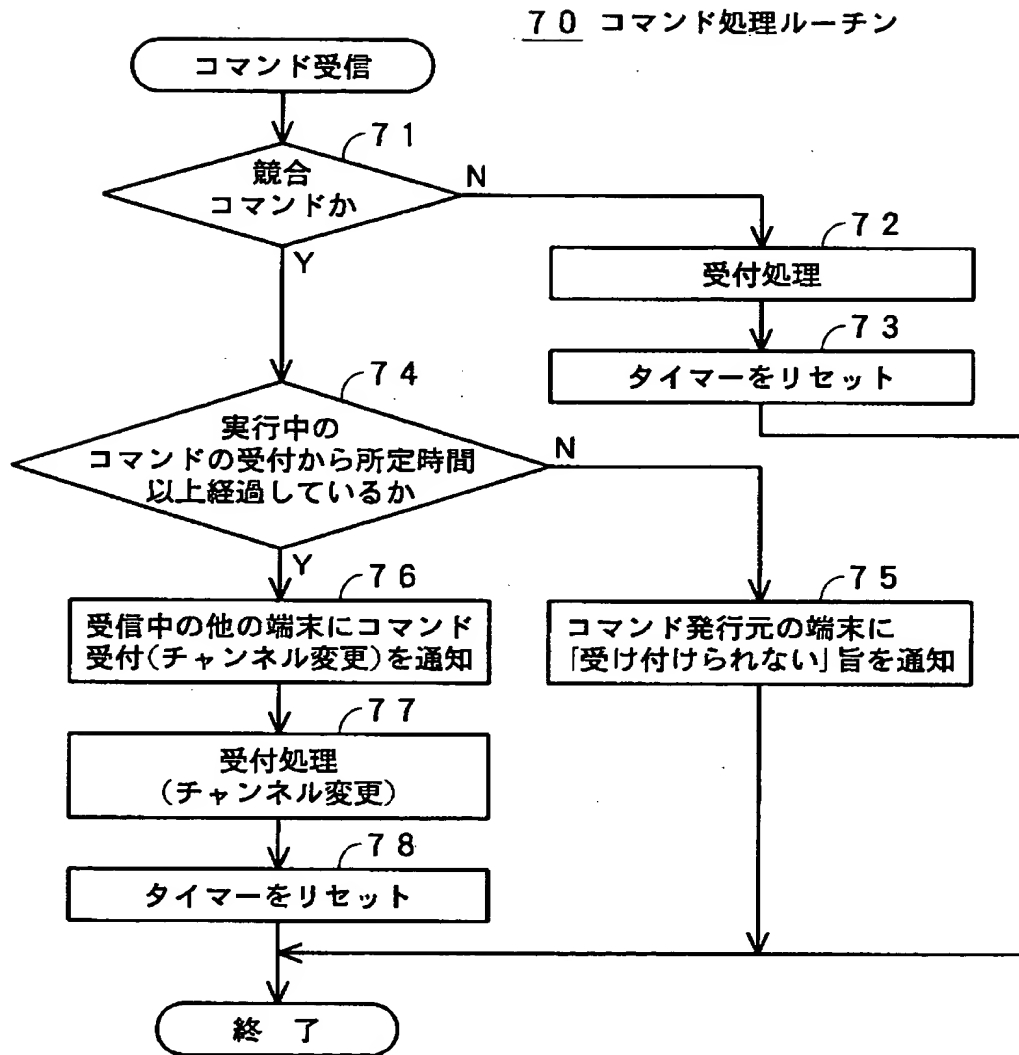 70 コマンド処理ルーチン
コマンド受信
71
競合
コマンドか
N
Y
72
受付処理
73
タイマーをリセット
74
実行中の
コマンドの受付から所定時間
以上経過しているか
N
Y
75
コマンド発行元の端末に
「受け付けられない」旨を通知
76
受信中の他の端末にコマンド
受付(チャンネル変更)を通知
77
受付処理
(チャンネル変更)
78
タイマーをリセット
終 了